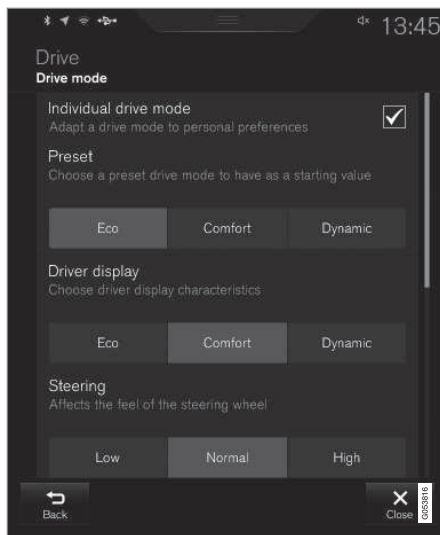 13:45
Drive
Drive mode
Individual drive mode
Adapt a drive mode to personal preferences
Preset
Choose a preset drive mode to have as a starting value
Eco Comfort Dynamic
Driver display
Choose driver display characteristics
Eco Comfort Dynamic
Steering
Affects the feel of the steering wheel
Low Normal High
Back Close
G053816